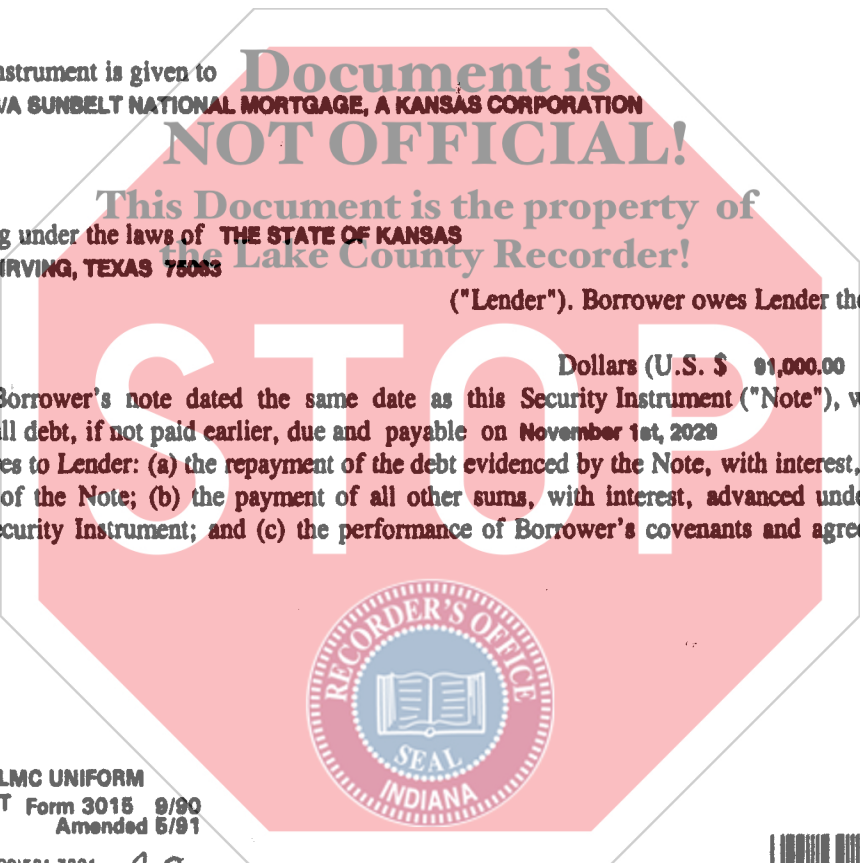 Document is
nstrument is given to
/A SUNBELT NATIONAL MORTGAGE, A KANSAS CORPORATION
NOT OFFICIAL!
This Document is the property of
g under the laws of THE STATE OF KANSAS
the Lake County Recorder!
IRVING, TEXAS 75063
("Lender"). Borrower owes Lender the
STOP
Dollars (U.S. $ 91,000.00
Borrower's note dated the same date as this Security Instrument ("Note"), w
ll debt, if not paid earlier, due and payable on November 1st, 2029
es to Lender: (a) the repayment of the debt evidenced by the Note, with interest,
of the Note; (b) the payment of all other sums, with interest, advanced unde
ecurity Instrument; and (c) the performance of Borrower's covenants and agree
RECORDER'S OFFICE
SEAL
INDIANA
LMC UNIFORM
T Form 3015 9/90
Amended 5/91